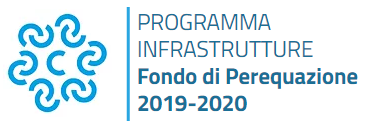 PROGRAMMA
INFRASTRUTTURE
Fondo di Perequazione
2019-2020